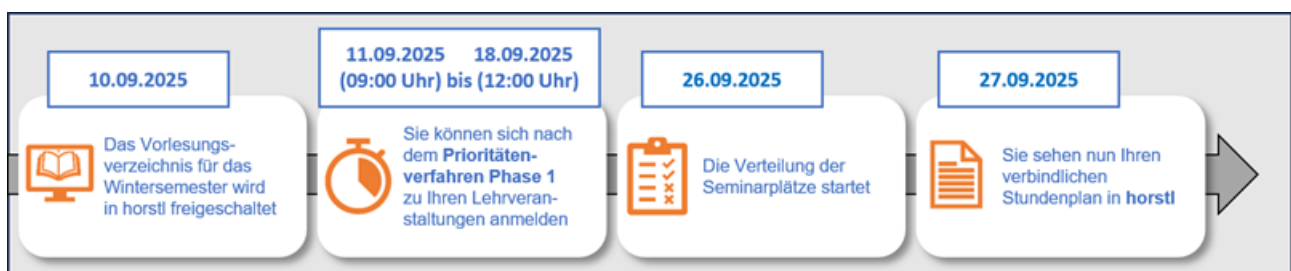 10.09.2025
Das Vorlesungs-
verzeichnis für das
Wintersemester wird
in horstl freigeschaltet
11.09.2025 18.09.2025
(09:00 Uhr) bis (12:00 Uhr)
Sie können sich nach
dem Prioritäten-
verfahren Phase 1
zu Ihren Lehrveran-
staltungen anmelden
26.09.2025
Die Verteilung der
Seminarplätze startet
27.09.2025
Sie sehen nun Ihren
verbindlichen
Stundenplan in horstl